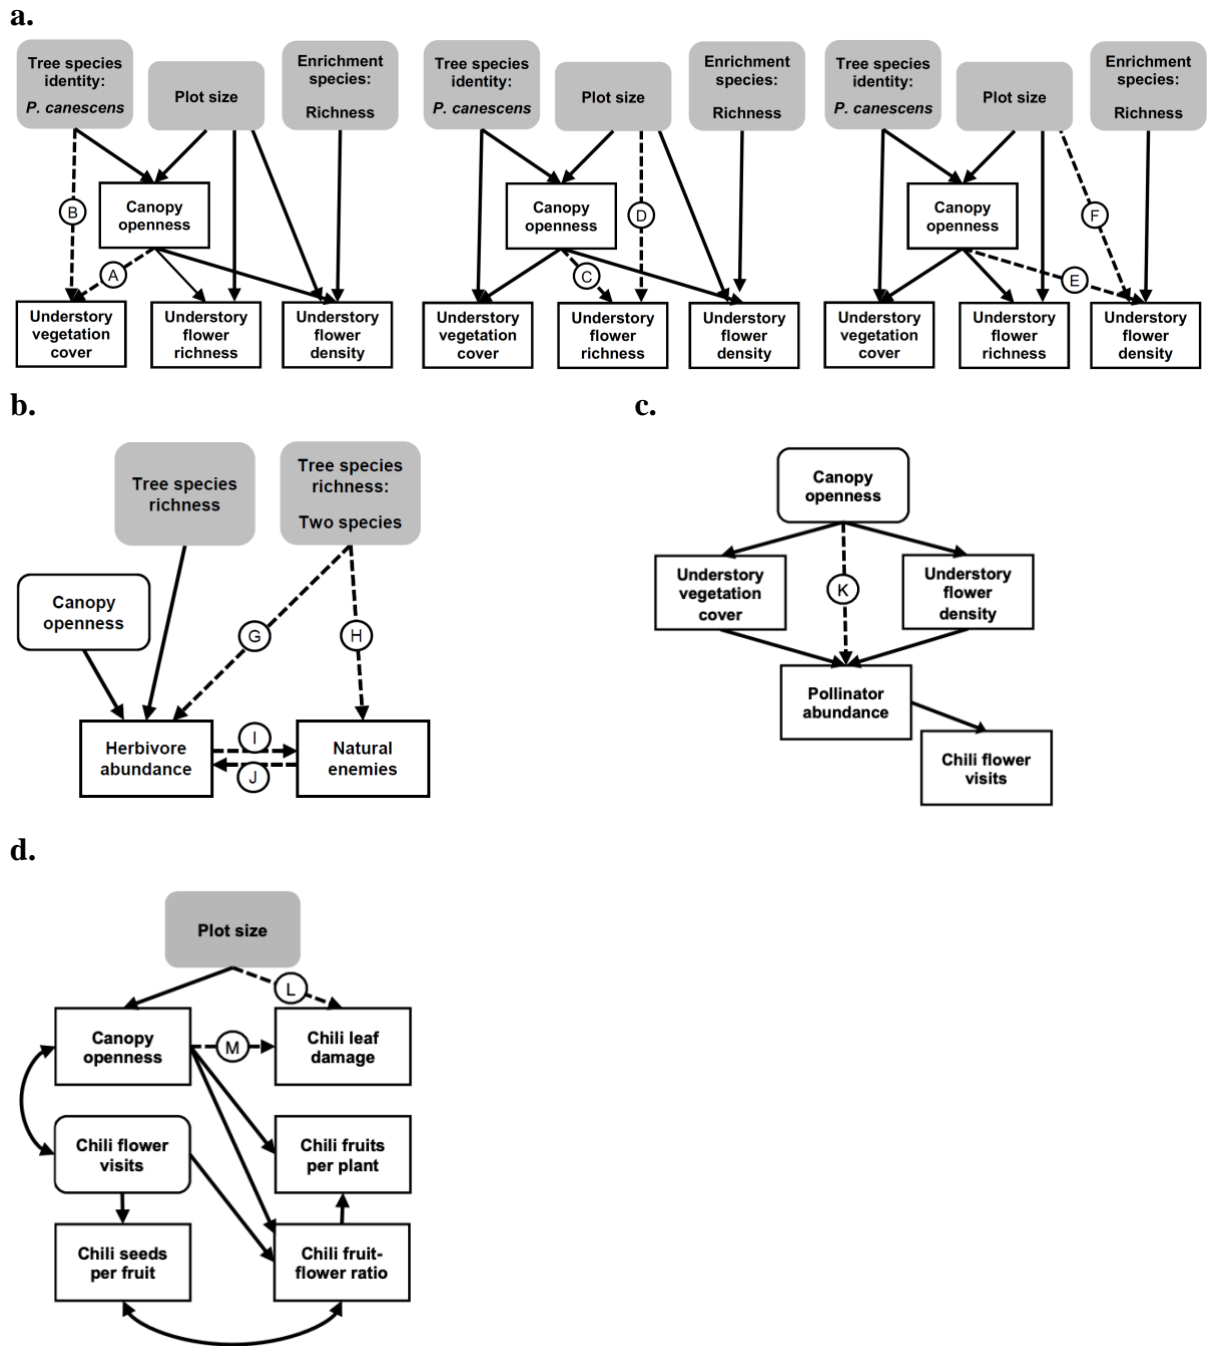 a.
Tree species
identity:
P. canescens
Plot size
Enrichment
species:
Richness
Canopy
openness
B
A
Understory
vegetation
cover
Understory
flower
richness
Understory
flower
density
Tree species
identity:
P. canescens
Plot size
Enrichment
species:
Richness
Canopy
openness
D
C
Understory
vegetation
cover
Understory
flower
richness
Understory
flower
density
Tree species
identity:
P. canescens
Plot size
Enrichment
species:
Richness
Canopy
openness
F
E
Understory
vegetation
cover
Understory
flower
richness
Understory
flower
density
b.
Tree species
richness
Tree species
richness:
Two species
Canopy
openness
G
H
I
J
Herbivore
abundance
Natural
enemies
c.
Canopy
openness
Understory
vegetation
cover
K
Understory
flower
density
Pollinator
abundance
Chili flower
visits
d.
Plot size
L
Canopy
openness
M
Chili leaf
damage
Chili flower
visits
Chili fruits
per plant
Chili seeds
per fruit
Chili fruit-
flower ratio